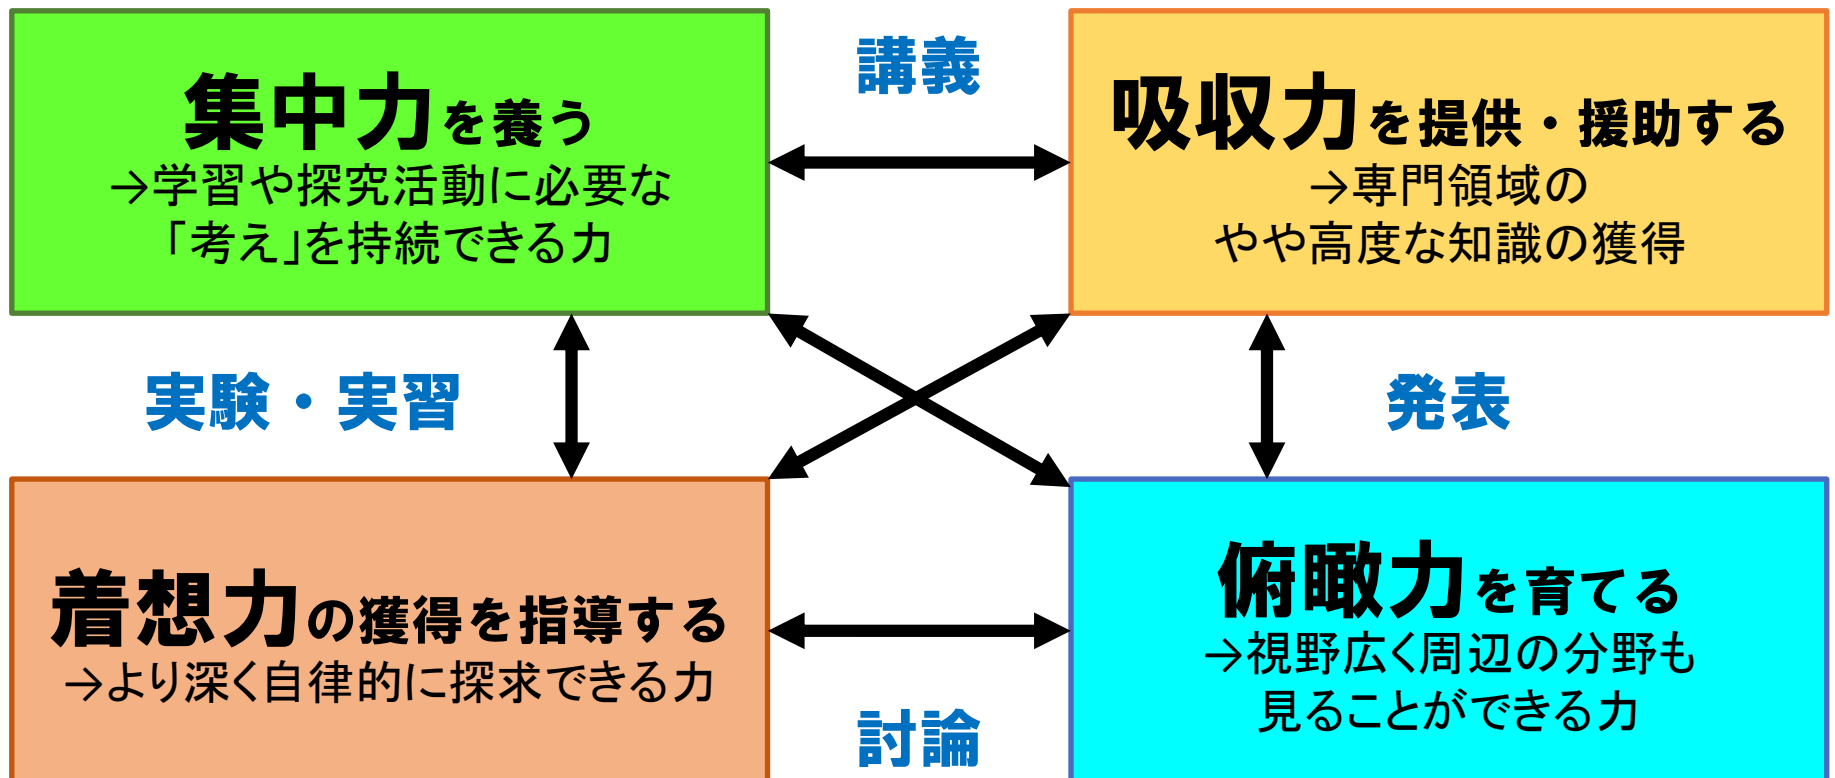 集中力を養う
→学習や探究活動に必要な
「考え」を持続できる力
講義
吸収力を提供・援助する
→専門領域の
やや高度な知識の獲得
実験・実習
発表
着想力の獲得を指導する
→より深く自律的に探求できる力
討論
俯瞰力を育てる
→視野広く周辺の分野も
見ることができる力